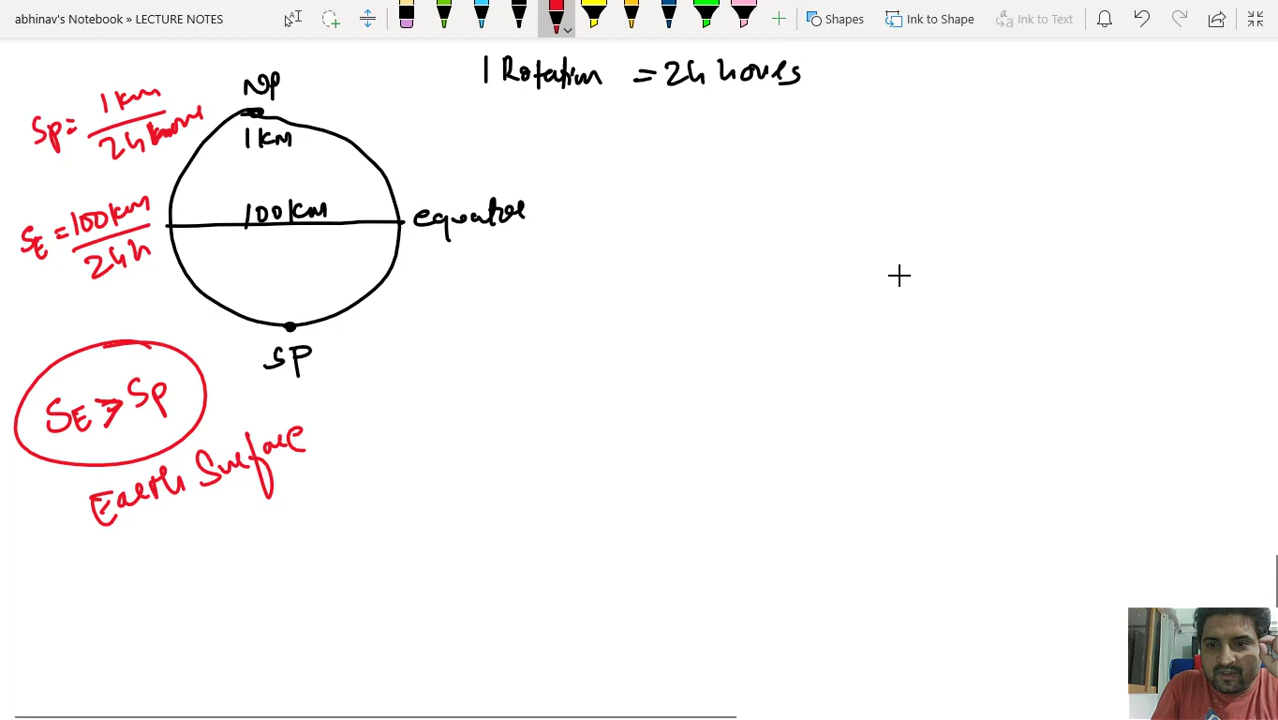 abhinav's Notebook » LECTURE NOTES
Shapes
Ink to Shape
Ink to Text
1 Rotation = 24 hours
NP
Sp = 1 km / 24 hours
1 KM
SE = 100 km / 24 h
100 KM
equator
SP
SE > Sp
Earth Surface